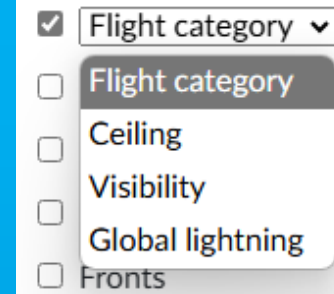 Flight category
Flight category
Ceiling
Visibility
Global lightning
Fronts